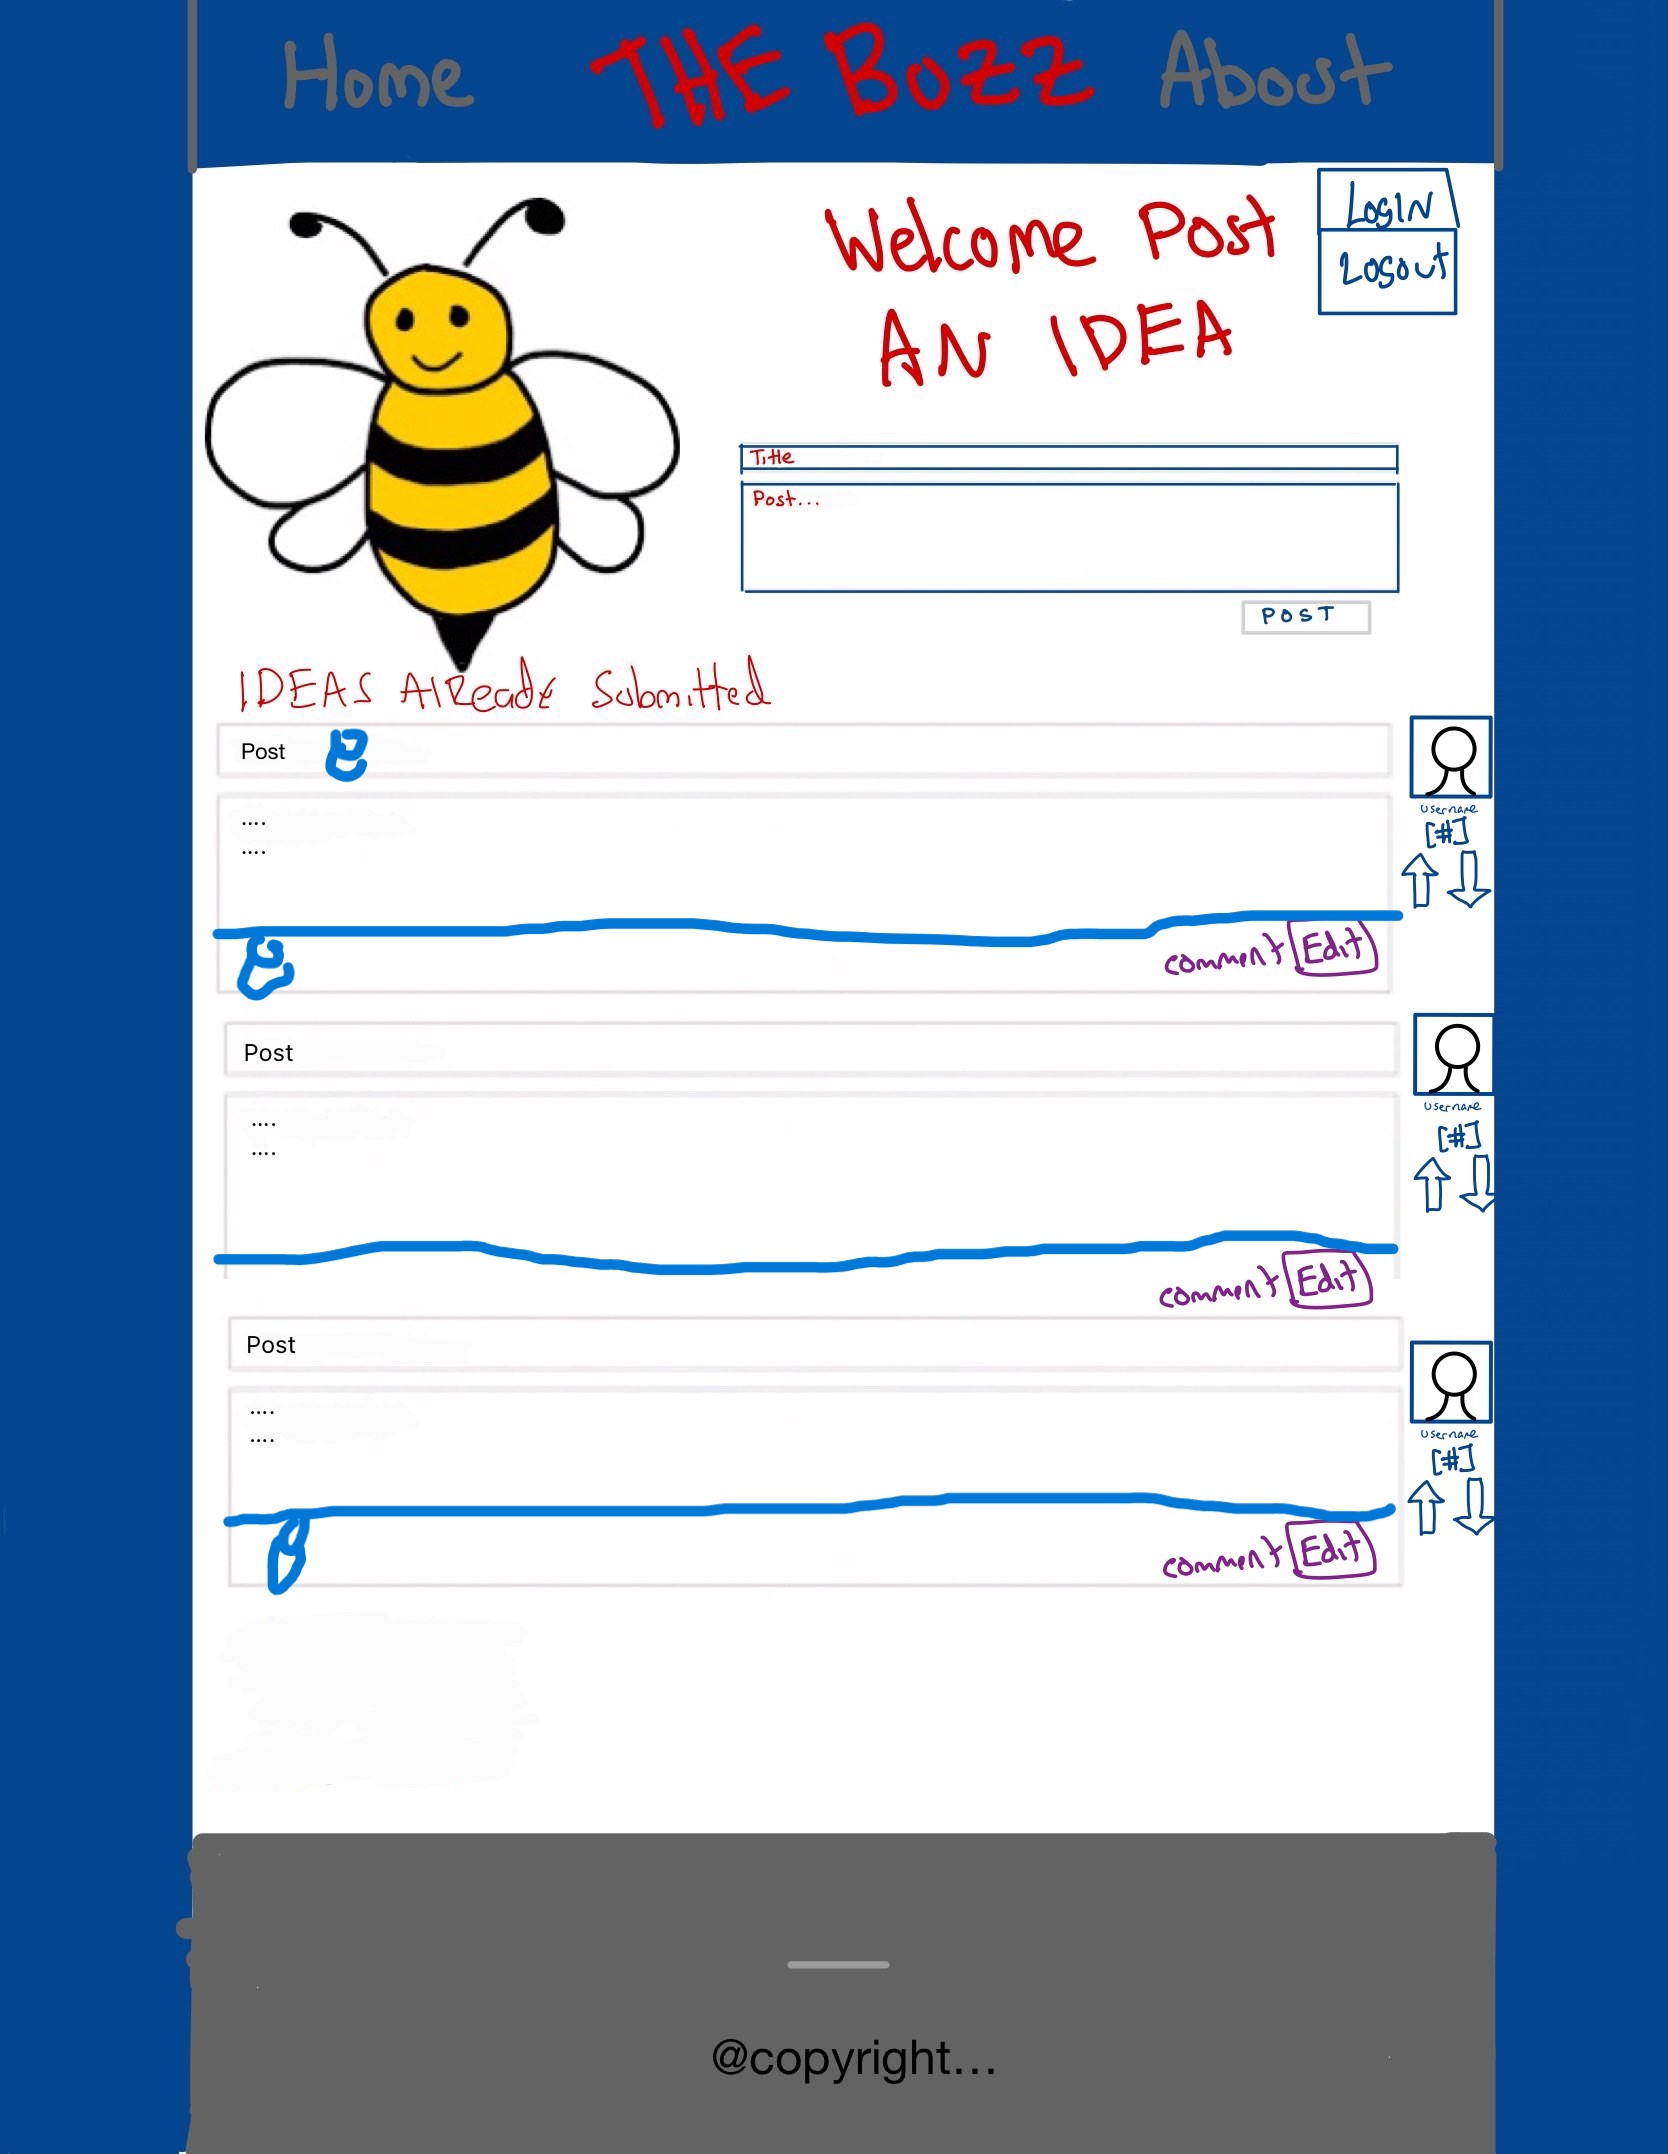 Home THE BUZZ About
Welcome Post
AN IDEA
LogIN
Logout
Title
Post...
POST
IDEAS AlReady Submitted
Post
....
....
username
[#]
comment Edit
Post
....
....
username
[#]
comment Edit
Post
....
....
username
[#]
comment Edit
@copyright...